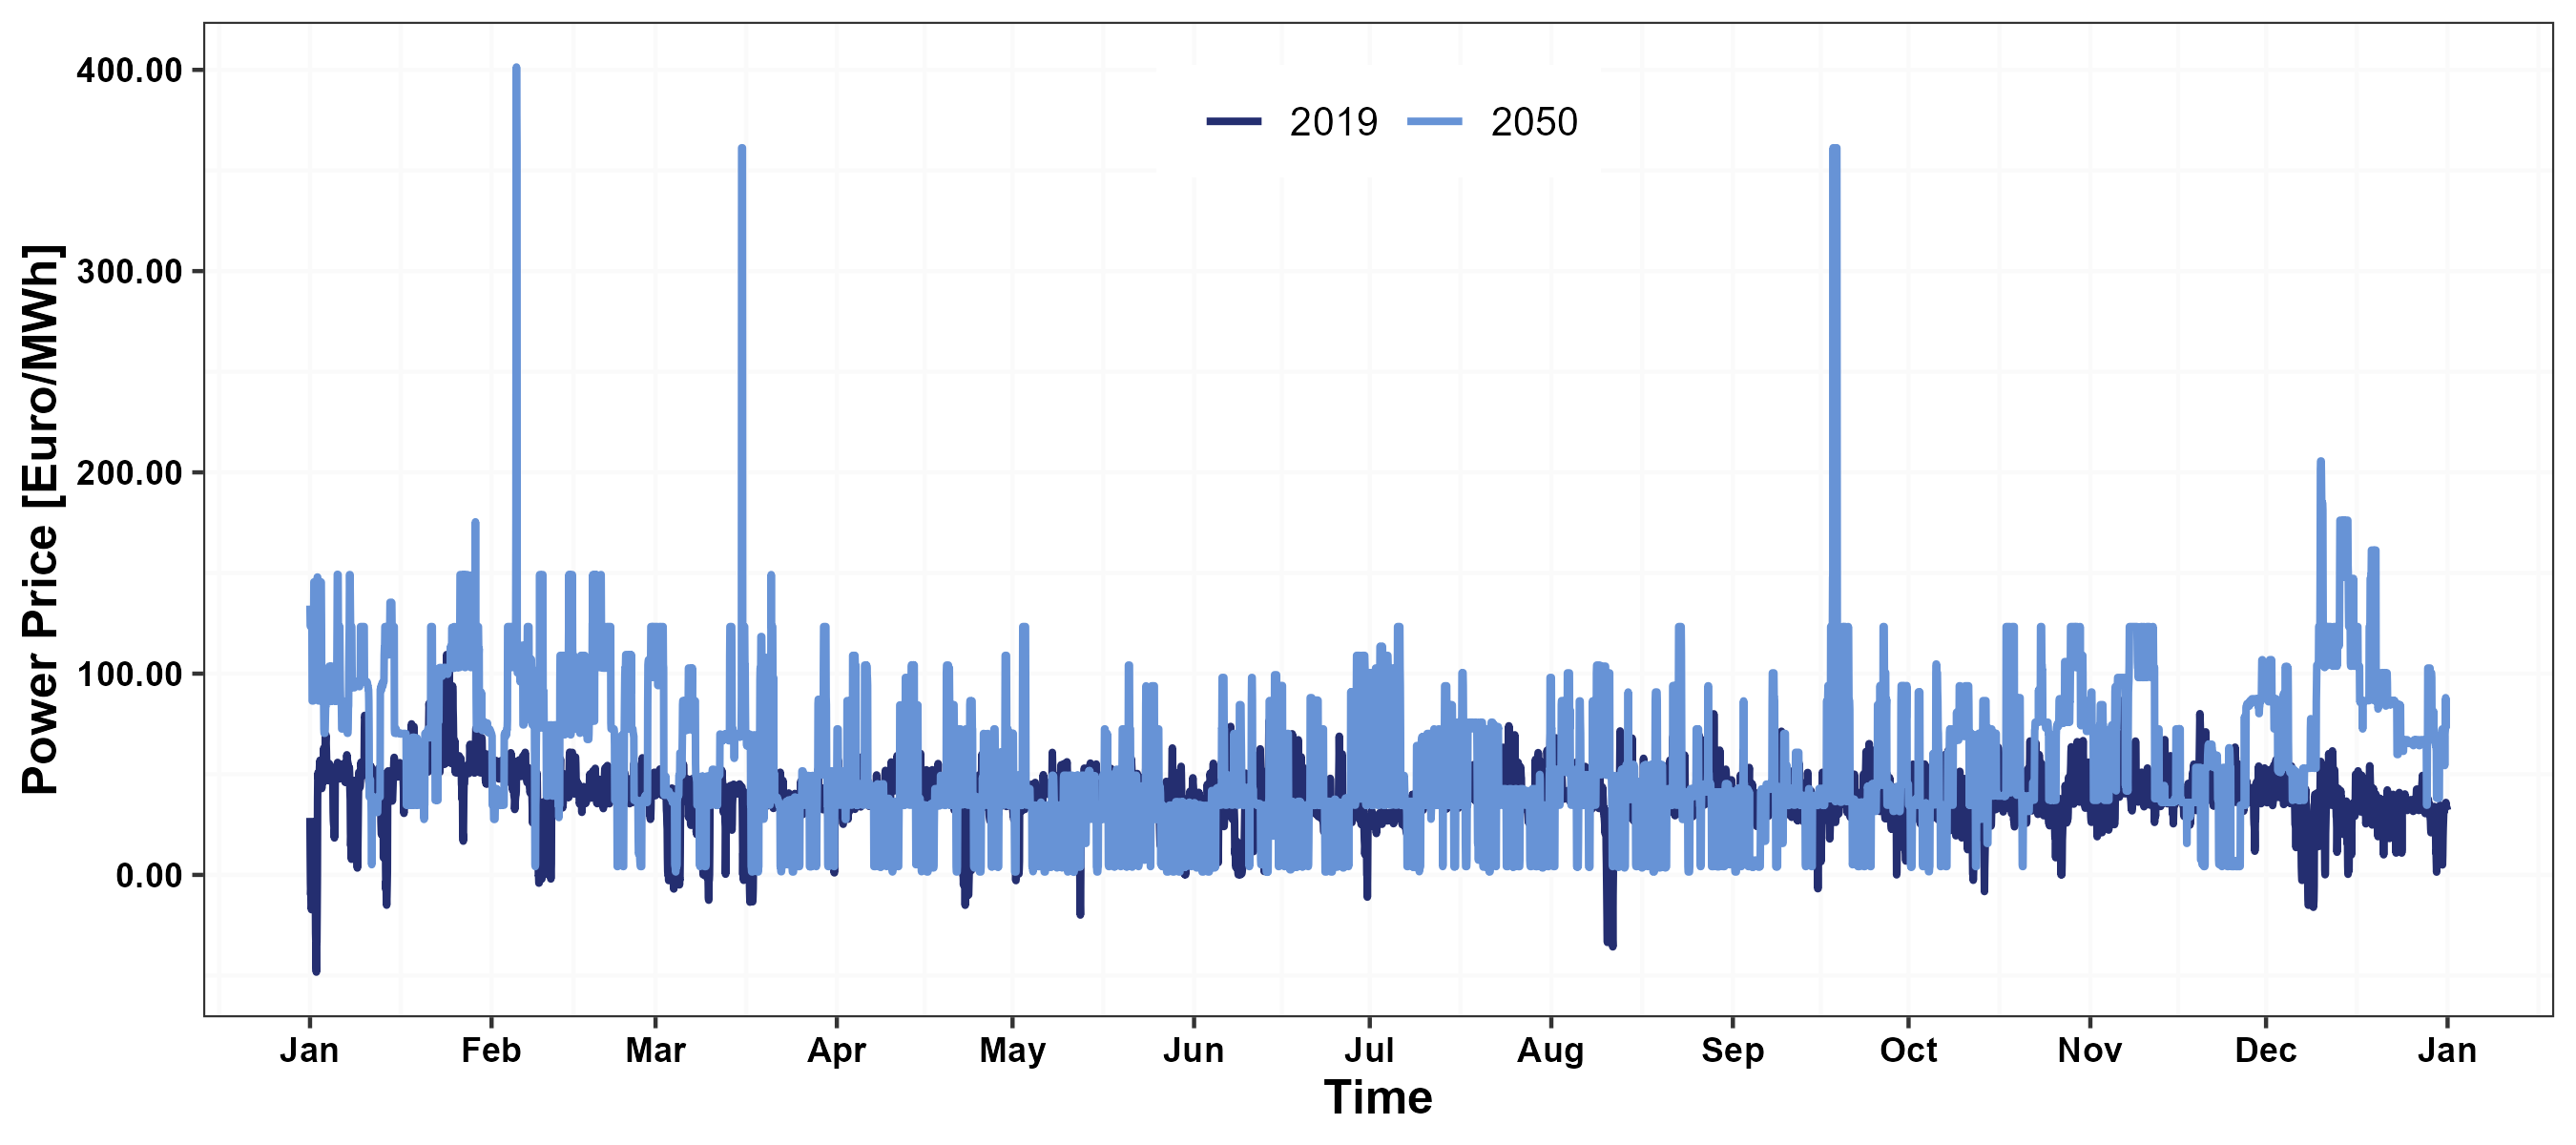 2019 2050
Power Price [Euro/MWh]
400.00
300.00
200.00
100.00
0.00
Jan Feb Mar Apr May Jun Jul Aug Sep Oct Nov Dec Jan
Time